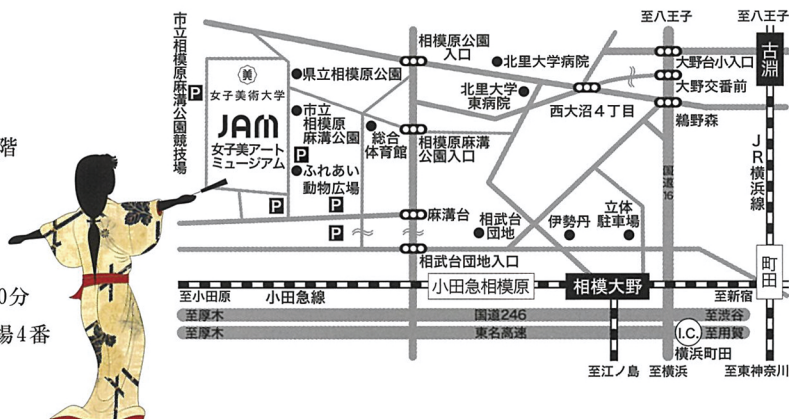 階
0分
場4番
市立相模原麻溝公園競技場
P
美
女子美術大学
JAM
女子美アート
ミュージアム
県立相模原公園
市立
相模原
麻溝公園
P
ふれあい
動物広場
P
P
P
総合
体育館
相模原公園
入口
北里大学病院
北里大学
東病院
相模原麻溝
公園入口
麻溝台
相武台
団地
相武台団地入口
西大沼4丁目
伊勢丹
立体
駐車場
至八王子
大野台小入口
大野交番前
鵜野森
国道16
至八王子
古淵
JR横浜線
町田
至小田原
小田急線
小田急相模原
相模大野
至新宿
至厚木
国道246
至渋谷
至厚木
東名高速
I.C.
至用賀
横浜町田
至江ノ島
至横浜
至東神奈川